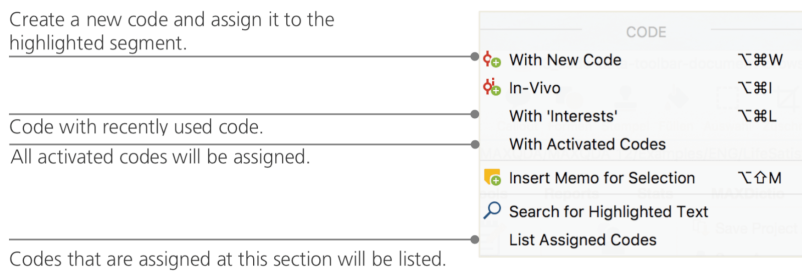 Create a new code and assign it to the
highlighted segment.
CODE
With New Code ⌥⌘W
In-Vivo ⌥⌘I
With 'Interests' ⌥⌘L
Code with recently used code.
With Activated Codes
All activated codes will be assigned.
Insert Memo for Selection ⌥⇧M
Search for Highlighted Text
List Assigned Codes
Codes that are assigned at this section will be listed.